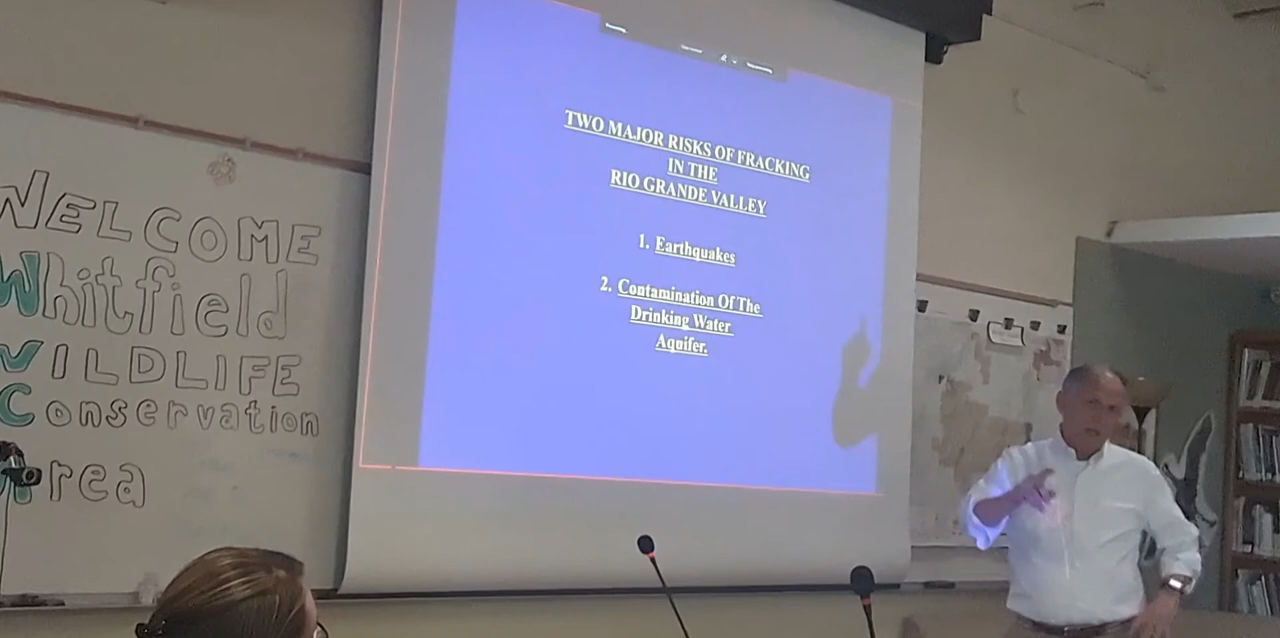 WELCOME
Whitfield
WILDLIFE
Conservation
Area
TWO MAJOR RISKS OF FRACKING
IN THE
RIO GRANDE VALLEY
1. Earthquakes
2. Contamination Of The
Drinking Water
Aquifer.